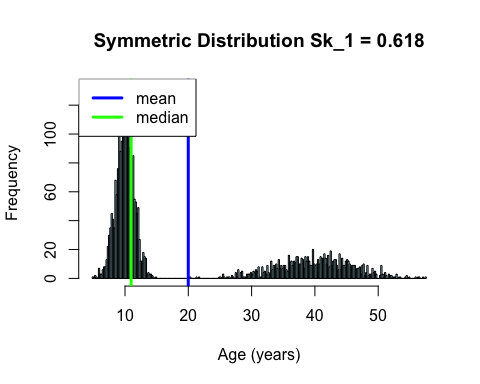 Symmetric Distribution Sk_1 = 0.618
mean
median
Frequency
100
60
20
0
10 20 30 40 50
Age (years)